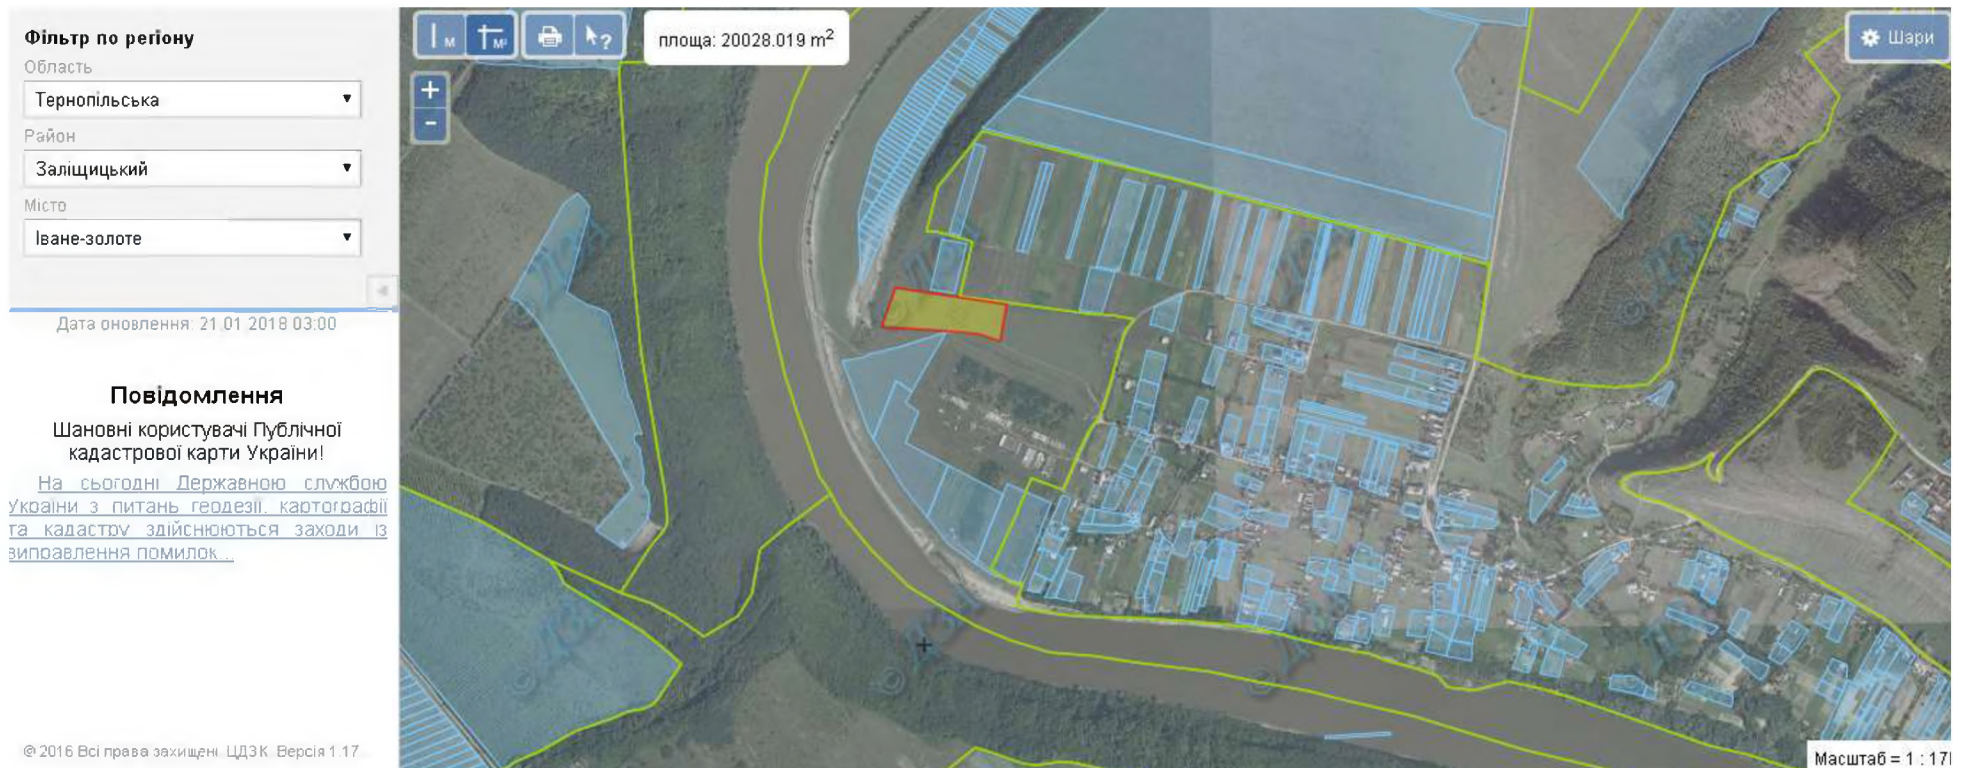 Фільтр по регіону
Область
Тернопільська
Район
Заліщицький
Місто
Іване-золоте
Дата оновлення: 21.01.2018 03:00
Повідомлення
Шановні користувачі Публічної
кадастрової карти України!
На сьогодні Державною службою
України з питань геодезії, картографії
та кадастру здійснюються заходи із
виправлення помилок...
© 2016 Всі права захищені. ЦДЗК. Версія 1.17
М
М²
?
площа: 20028.019 m²
Шари
+
-
Масштаб = 1 : 17